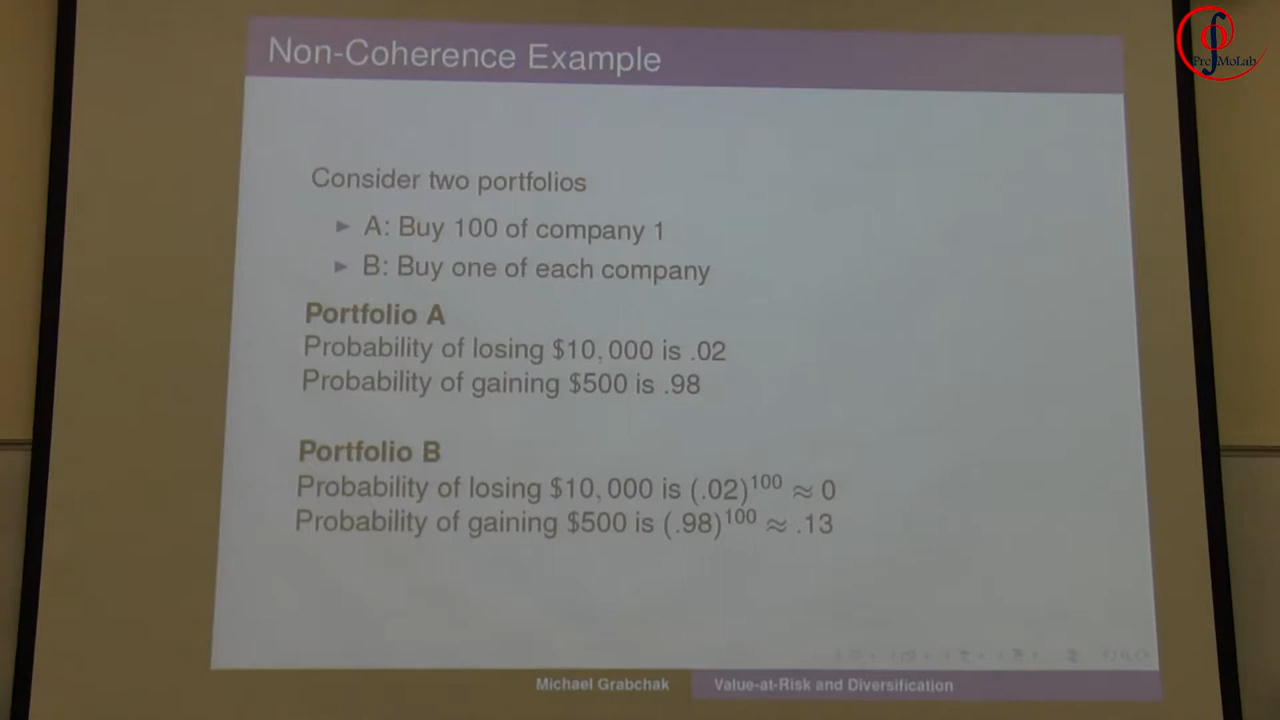 Non-Coherence Example
Consider two portfolios
▶ A: Buy 100 of company 1
▶ B: Buy one of each company
Portfolio A
Probability of losing $10,000 is .02
Probability of gaining $500 is .98
Portfolio B
Probability of losing $10,000 is (.02)^100 ≈ 0
Probability of gaining $500 is (.98)^100 ≈ .13
Michael Grabchak
Value-at-Risk and Diversification